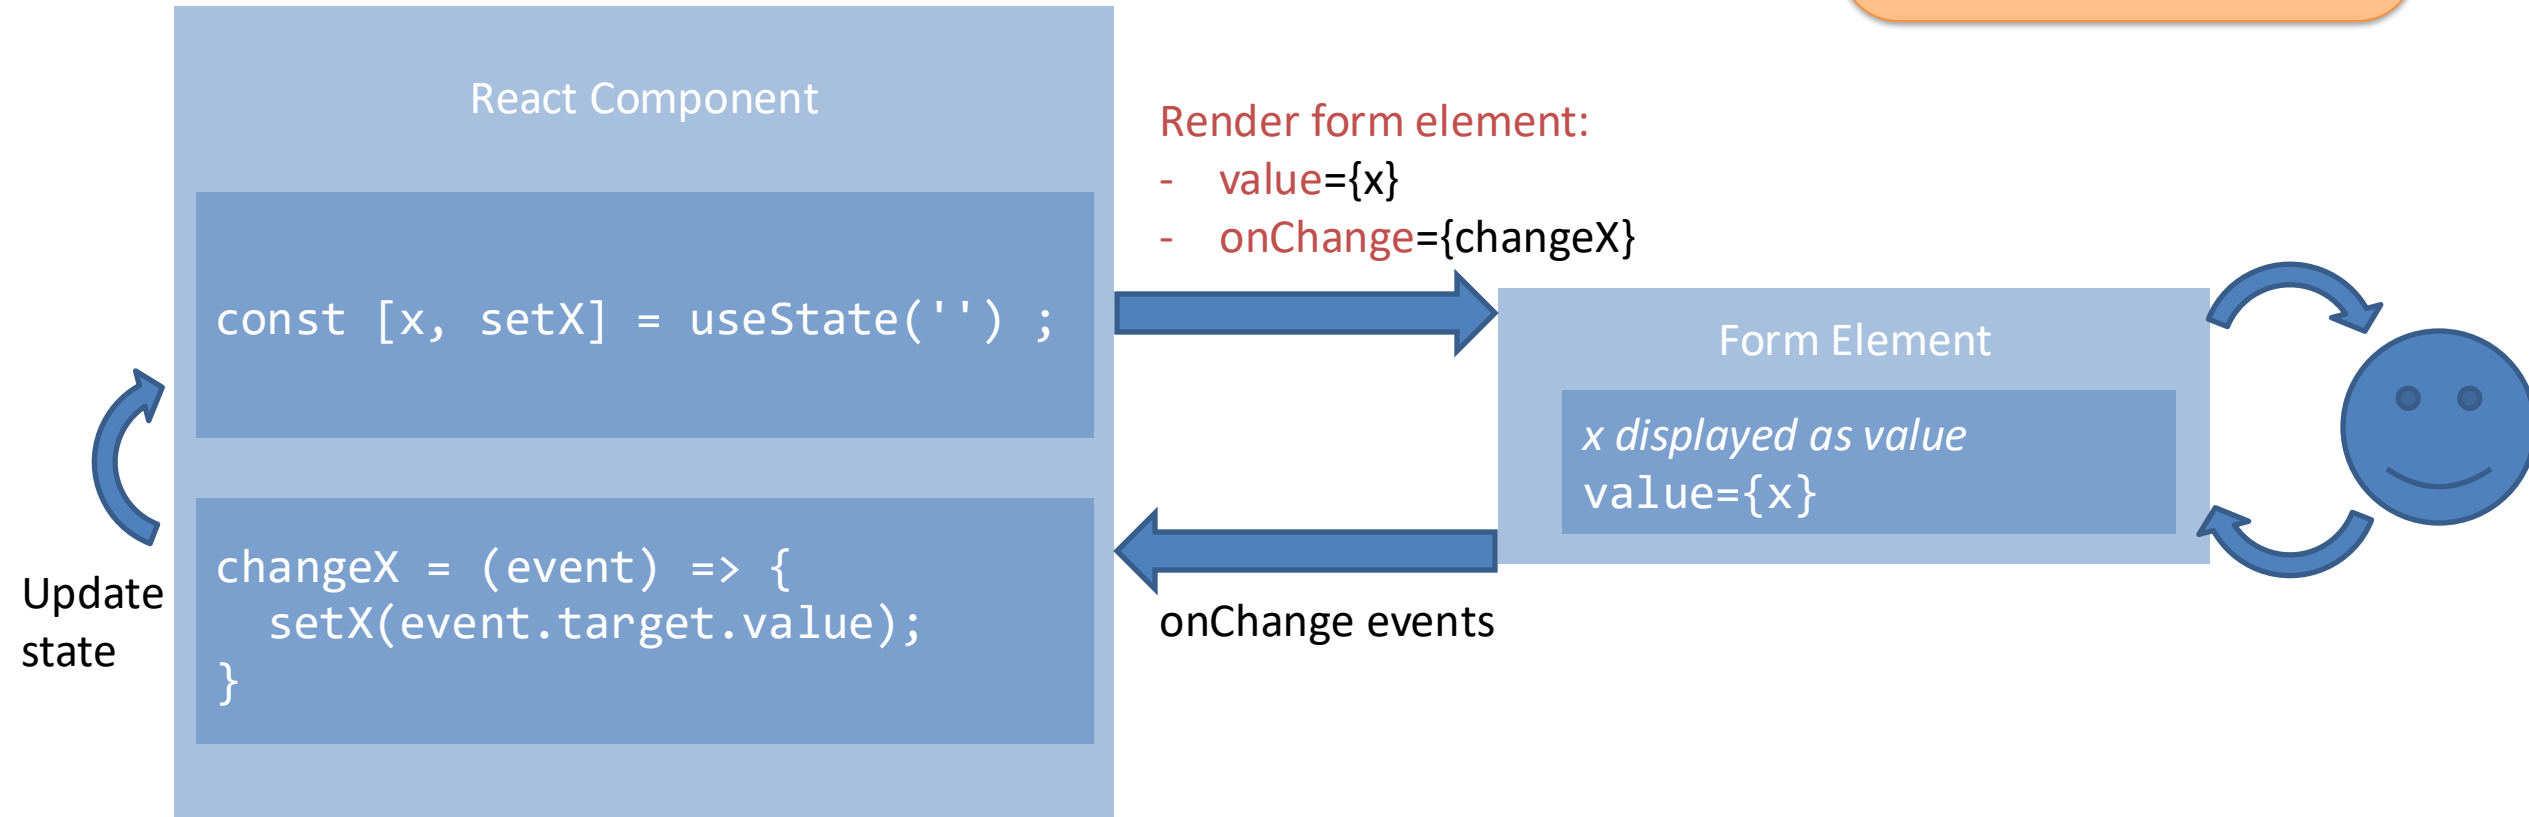 React Component
const [x, setX] = useState('') ;
changeX = (event) => {
  setX(event.target.value);
}
Update
state
Render form element:
- value={x}
- onChange={changeX}
onChange events
Form Element
x displayed as value
value={x}